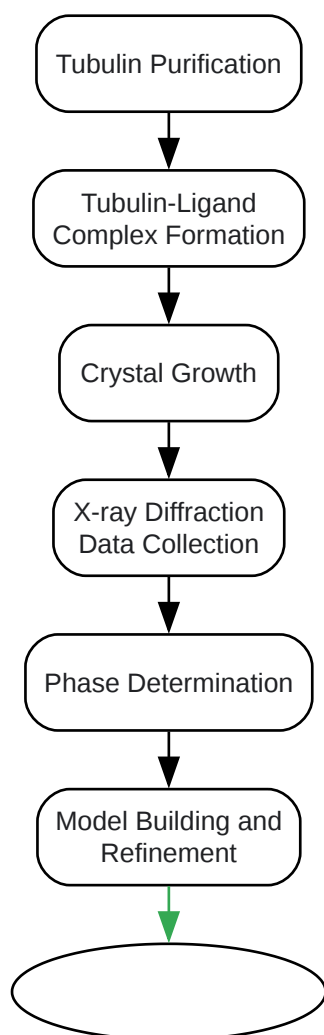 Tubulin Purification
Tubulin-Ligand
Complex Formation
Crystal Growth
X-ray Diffraction
Data Collection
Phase Determination
Model Building and
Refinement